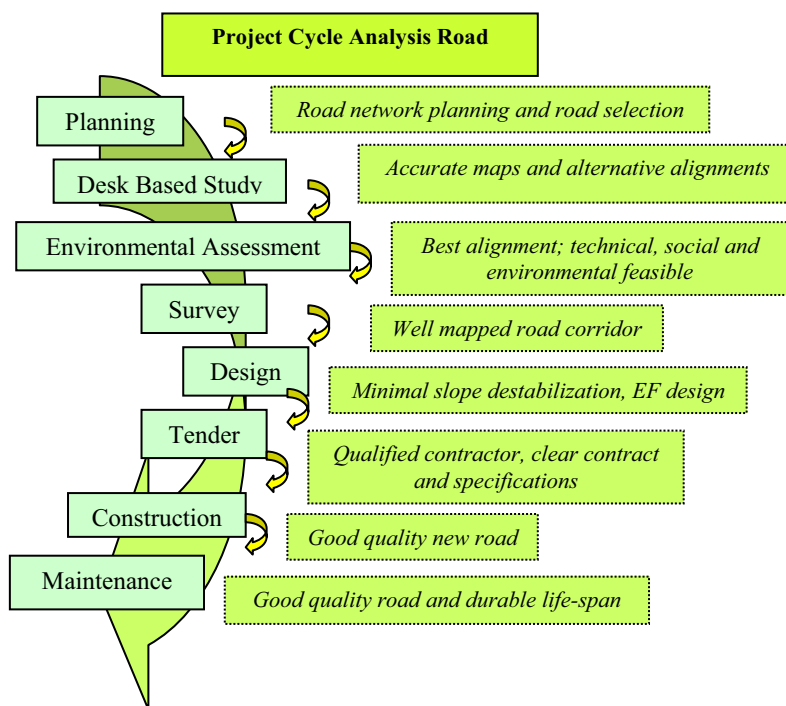 Project Cycle Analysis Road
Planning
Road network planning and road selection
Desk Based Study
Accurate maps and alternative alignments
Environmental Assessment
Best alignment; technical, social and
environmental feasible
Survey
Well mapped road corridor
Design
Minimal slope destabilization, EF design
Tender
Qualified contractor, clear contract
and specifications
Construction
Good quality new road
Maintenance
Good quality road and durable life-span